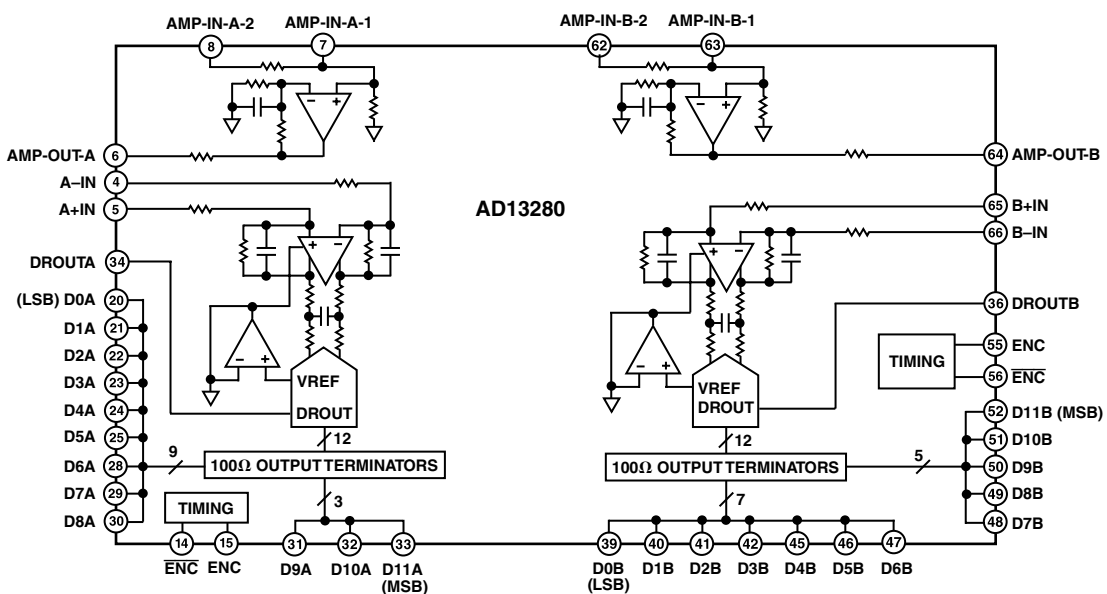 AMP-IN-A-2 AMP-IN-A-1 AMP-IN-B-2 AMP-IN-B-1
8 7 62 63
– + – +
AMP-OUT-A 6 64 AMP-OUT-B
A–IN 4
A+IN 5 AD13280 65 B+IN
66 B–IN
+ – + –
DROUTA 34
(LSB) D0A 20 36 DROUTB
D1A 21
D2A 22 55 ENC
TIMING
– + – +
D3A 23 VREF VREF 56 ENC
D4A 24 DROUT DROUT 52 D11B (MSB)
D5A 25 12 12 51 D10B
D6A 28 9 100Ω OUTPUT TERMINATORS 100Ω OUTPUT TERMINATORS 5 50 D9B
D7A 29 3 7 49 D8B
TIMING
D8A 30 48 D7B
14 15 31 32 33 39 40 41 42 45 46 47
ENC ENC D9A D10A D11A D0B D1B D2B D3B D4B D5B D6B
(MSB) (LSB)